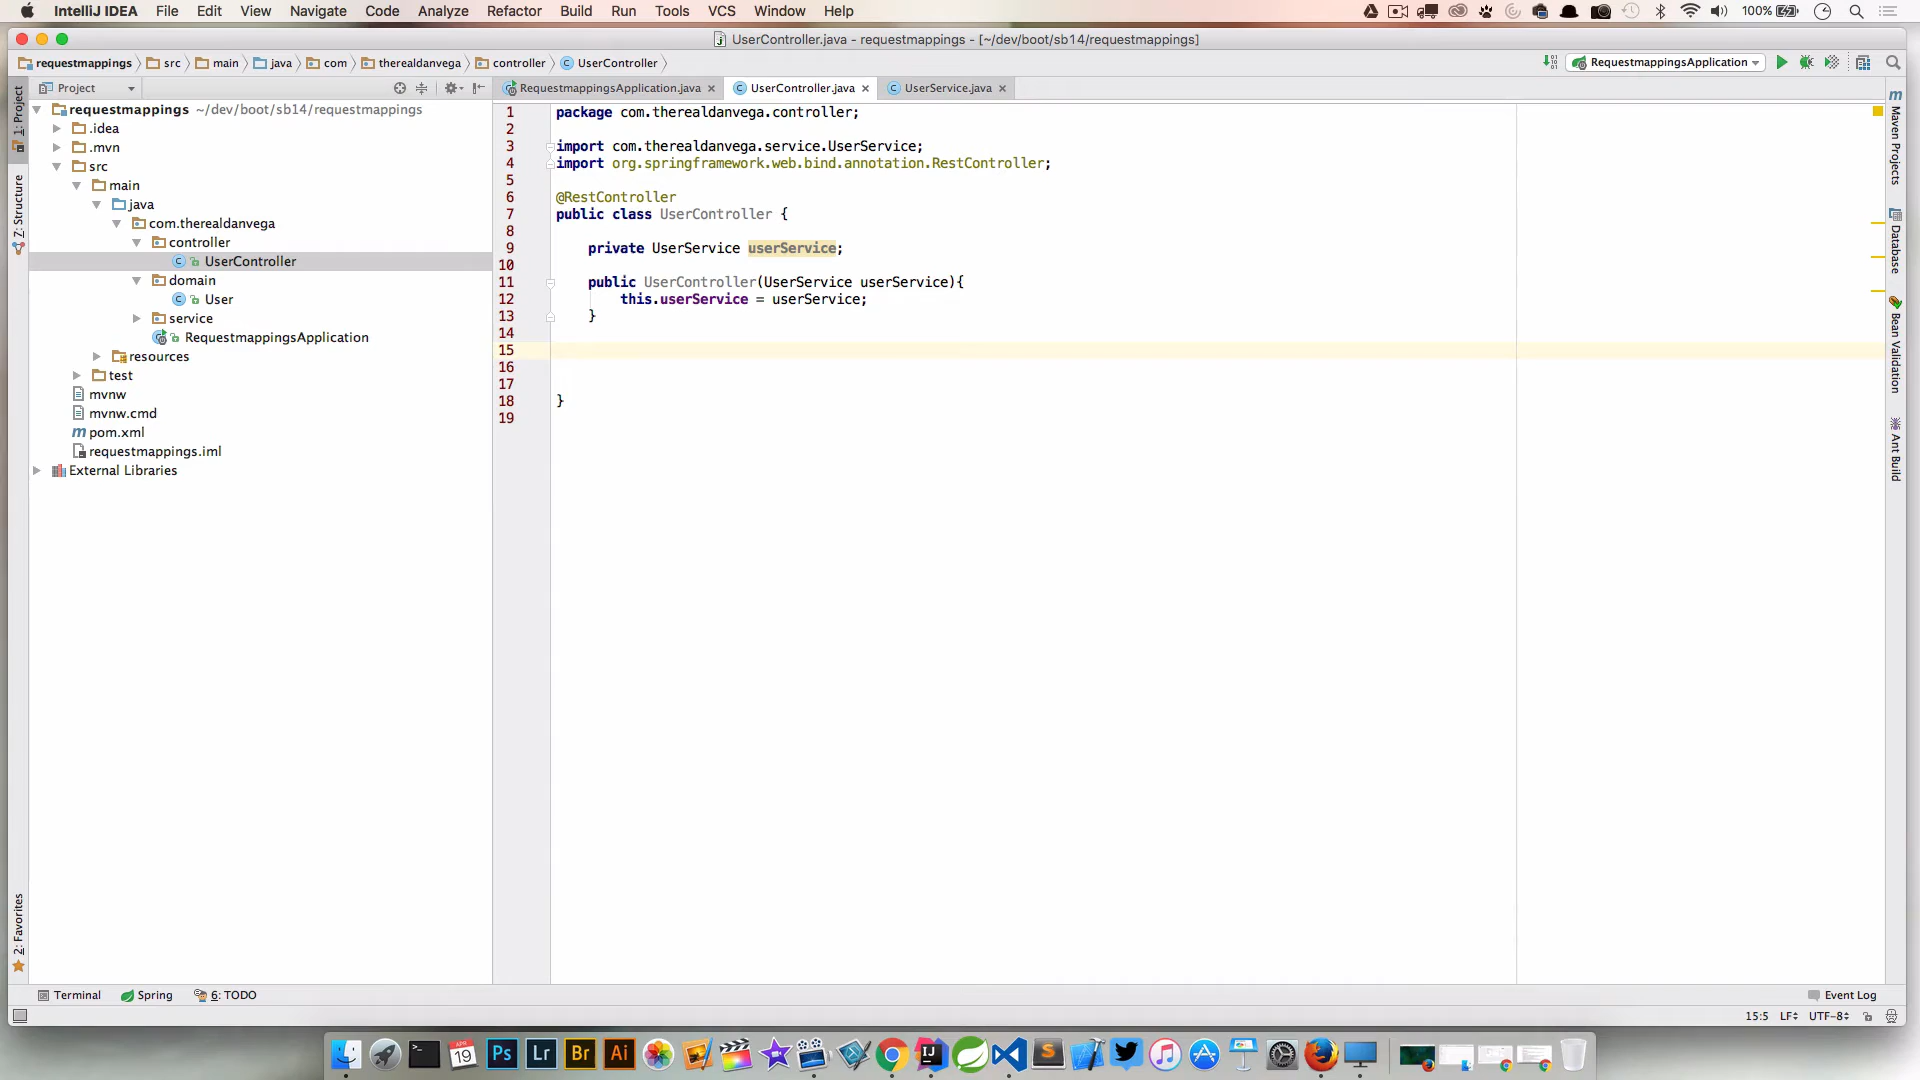 IntelliJ IDEA File Edit View Navigate Code Analyze Refactor Build Run Tools VCS Window Help 100%
UserController.java - requestmappings - [~/dev/boot/sb14/requestmappings]
requestmappings src main java com therealdanvega controller UserController RequestmappingsApplication
Project RequestmappingsApplication.java UserController.java UserService.java
1: Project
Z: Structure
2: Favorites
requestmappings ~/dev/boot/sb14/requestmappings
.idea
.mvn
src
main
java
com.therealdanvega
controller
UserController
domain
User
service
RequestmappingsApplication
resources
test
mvnw
mvnw.cmd
pom.xml
requestmappings.iml
External Libraries
1 package com.therealdanvega.controller;
2
3 import com.therealdanvega.service.UserService;
4 import org.springframework.web.bind.annotation.RestController;
5
6 @RestController
7 public class UserController {
8
9 private UserService userService;
10
11 public UserController(UserService userService){
12 this.userService = userService;
13 }
14
15
16
17
18 }
19
Maven Projects
Database
Bean Validation
Ant Build
Terminal Spring 6: TODO Event Log
15:5 LF UTF-8
APR
19
Ps Lr Br Ai IJ S